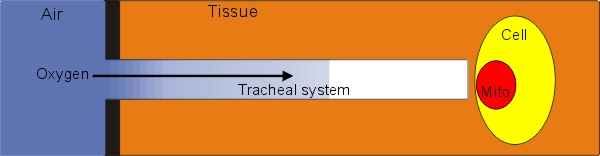 Air
Tissue
Cell
Oxygen
Tracheal system
Mito